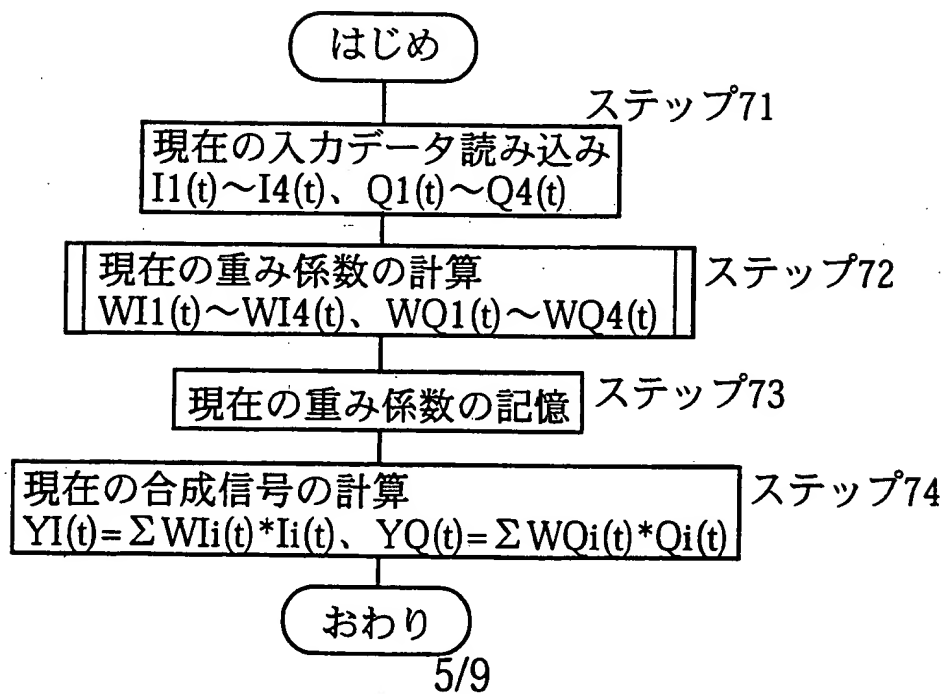 はじめ
ステップ71
現在の入力データ読み込み
I1(t)～I4(t)、Q1(t)～Q4(t)
現在の重み係数の計算
WI1(t)～WI4(t)、WQ1(t)～WQ4(t)
ステップ72
現在の重み係数の記憶
ステップ73
現在の合成信号の計算
YI(t)=ΣWIi(t)*Ii(t)、YQ(t)=ΣWQi(t)*Qi(t)
ステップ74
おわり
5/9